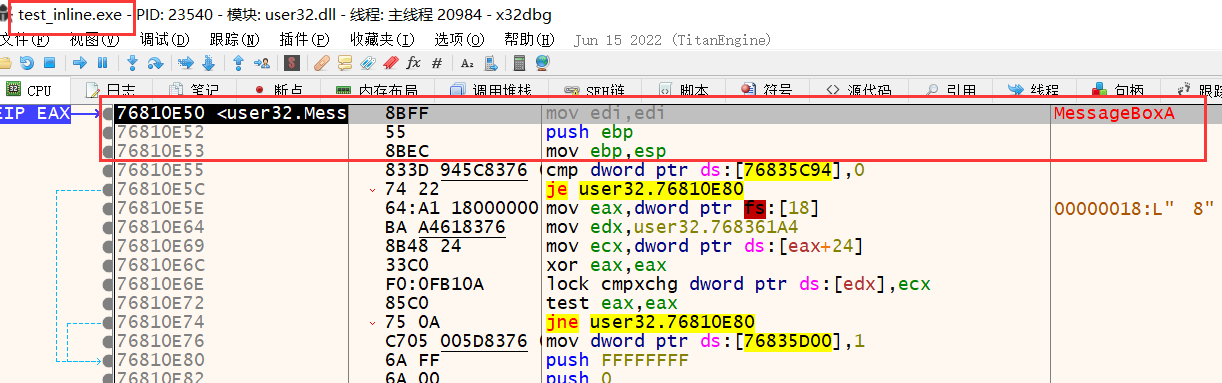 test_inline.exe - PID: 23540 - 模块: user32.dll - 线程: 主线程 20984 - x32dbg
文件(F) 视图(V) 调试(D) 跟踪(N) 插件(P) 收藏夹(I) 选项(O) 帮助(H) Jun 15 2022 (TitanEngine)
CPU 日志 笔记 断点 内存布局 调用堆栈 SEH链 脚本 符号 源代码 引用 线程 句柄 跟踪
EIP EAX 76810E50 <user32.Mess 8BFF mov edi,edi MessageBoxA
76810E52 55 push ebp
76810E53 8BEC mov ebp,esp
76810E55 833D 945C8376 cmp dword ptr ds:[76835C94],0
76810E5C 74 22 je user32.76810E80
76810E5E 64:A1 18000000 mov eax,dword ptr fs:[18] 00000018:L" 8"
76810E64 BA A4618376 mov edx,user32.768361A4
76810E69 8B48 24 mov ecx,dword ptr ds:[eax+24]
76810E6C 33C0 xor eax,eax
76810E6E F0:0FB10A lock cmpxchg dword ptr ds:[edx],ecx
76810E72 85C0 test eax,eax
76810E74 75 0A jne user32.76810E80
76810E76 C705 005D8376 mov dword ptr ds:[76835D00],1
76810E80 6A FF push FFFFFFFF
76810E82 6A 00 push 0